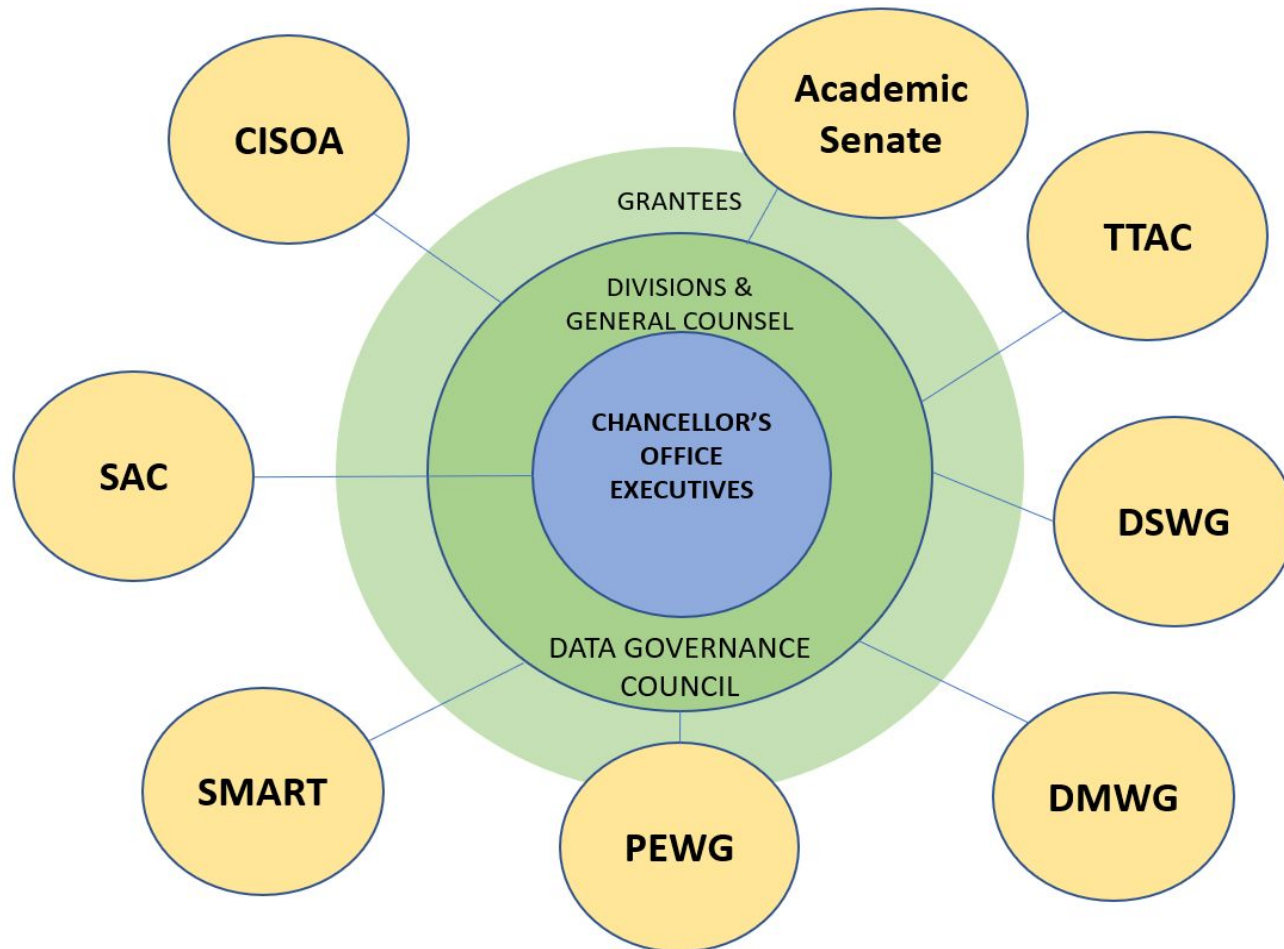 Academic
Senate
CISOA
GRANTEES
TTAC
DIVISIONS &
GENERAL COUNSEL
CHANCELLOR’S
OFFICE
EXECUTIVES
SAC
DSWG
DATA GOVERNANCE
COUNCIL
SMART
DMWG
PEWG